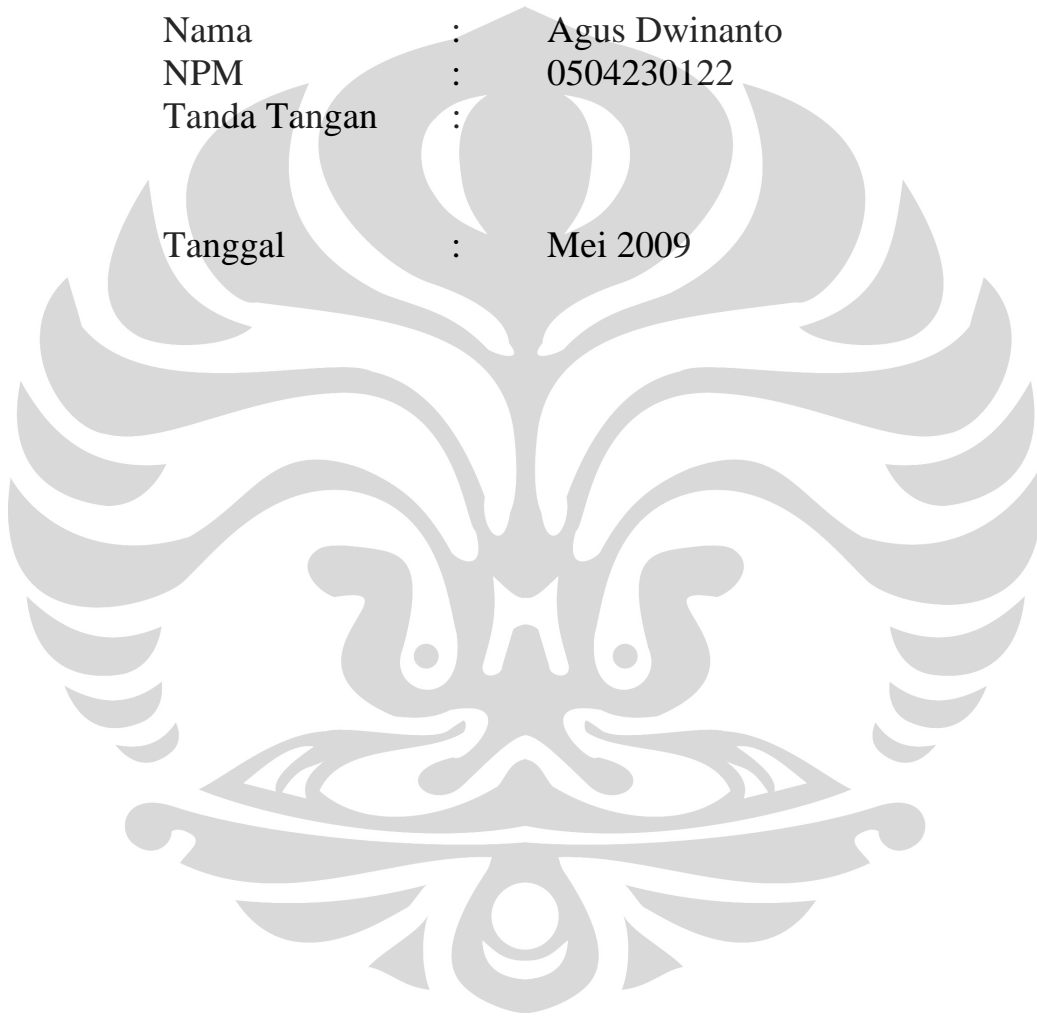 Nama : Agus Dwinanto
NPM : 0504230122
Tanda Tangan :
Tanggal : Mei 2009